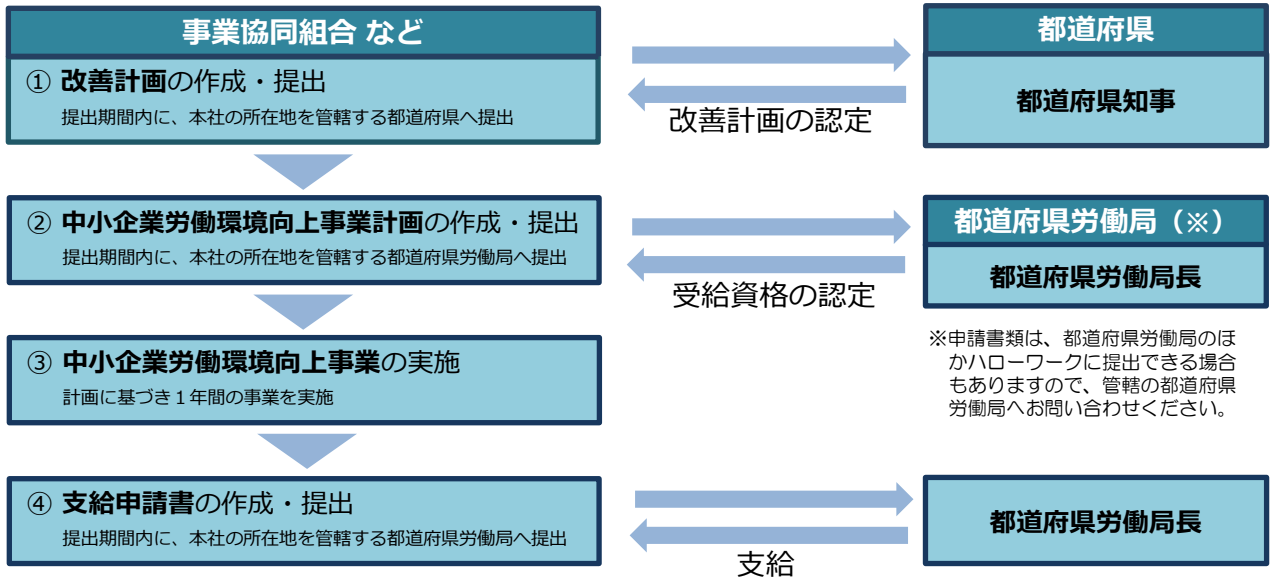 事業協同組合 など
① 改善計画の作成・提出
提出期間内に、本社の所在地を管轄する都道府県へ提出
改善計画の認定
都道府県
都道府県知事
② 中小企業労働環境向上事業計画の作成・提出
提出期間内に、本社の所在地を管轄する都道府県労働局へ提出
受給資格の認定
都道府県労働局（※）
都道府県労働局長
※申請書類は、都道府県労働局のほ
かハローワークに提出できる場合
もありますので、管轄の都道府県
労働局へお問い合わせください。
③ 中小企業労働環境向上事業の実施
計画に基づき１年間の事業を実施
④ 支給申請書の作成・提出
提出期間内に、本社の所在地を管轄する都道府県労働局へ提出
支給
都道府県労働局長